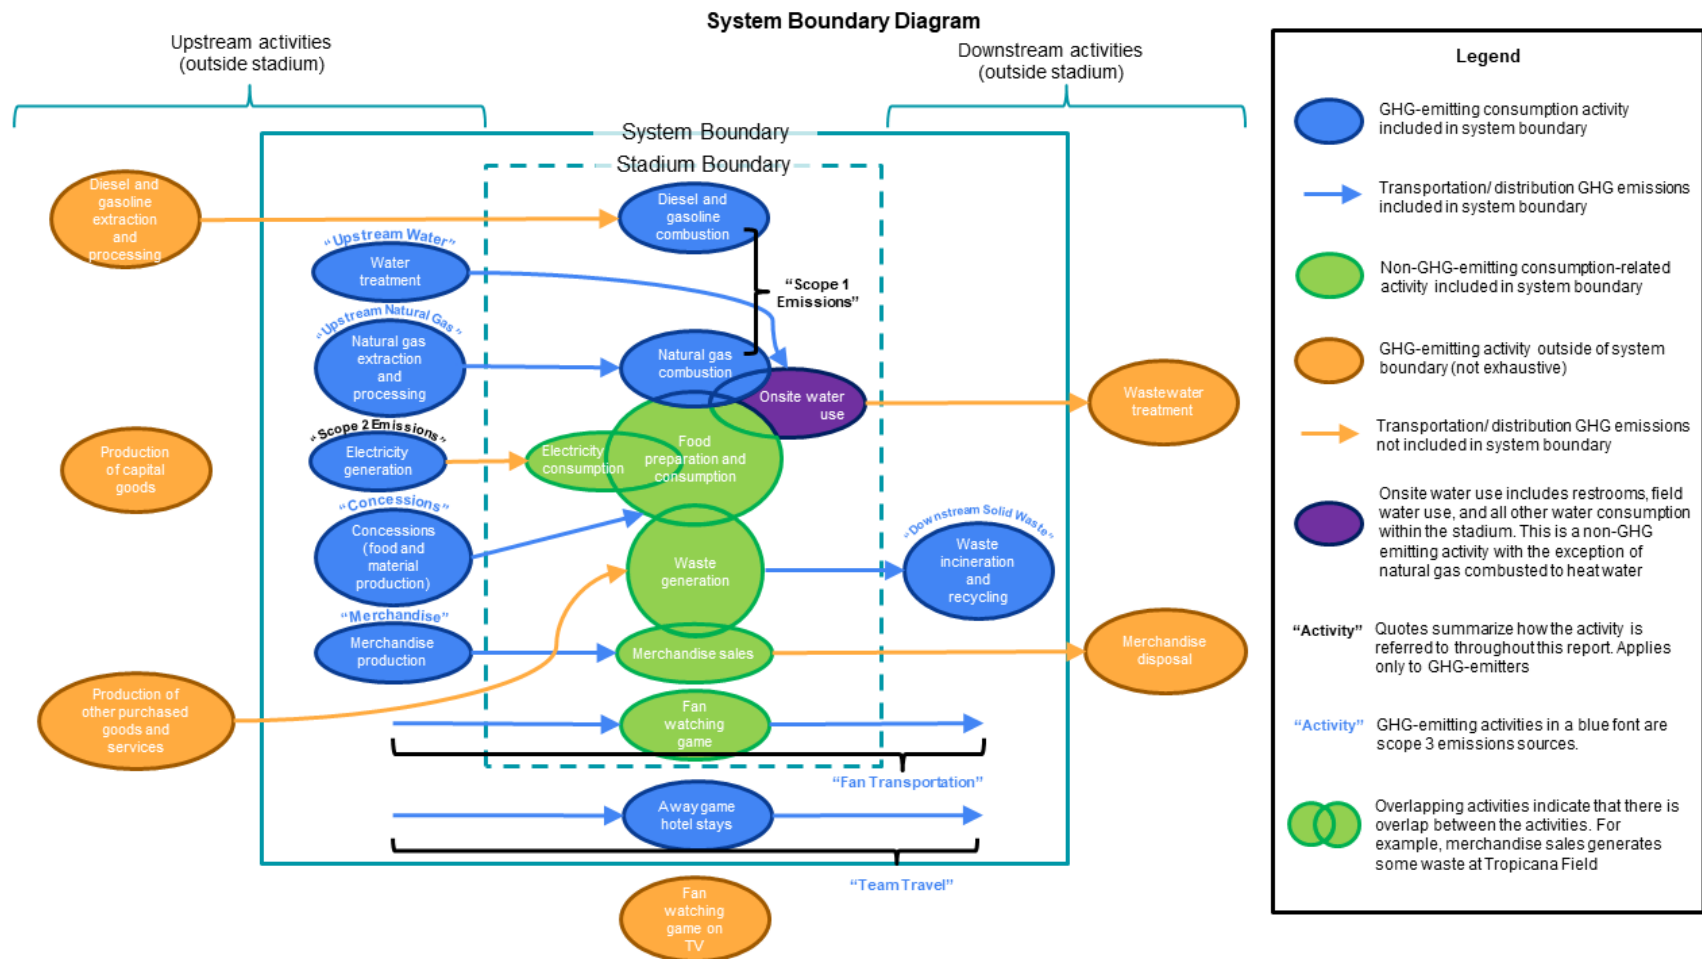 System Boundary Diagram
Upstream activities
(outside stadium)
Downstream activities
(outside stadium)
System Boundary
Stadium Boundary
Diesel and
gasoline
extraction
and
processing
Diesel and
gasoline
combustion
“Upstream Water”
Water
treatment
“Scope 1
Emissions”
“Upstream Natural Gas”
Natural gas
extraction
and
processing
Natural gas
combustion
Onsite water
use
Wastewater
treatment
Production
of capital
goods
“Scope 2 Emissions”
Electricity
generation
Electricity
consumption
Food
preparation and
consumption
“Concessions”
Concessions
(food and
material
production)
Waste
generation
“Downstream Solid Waste”
Waste
incineration
and
recycling
“Merchandise”
Merchandise
production
Merchandise sales
Merchandise
disposal
Production of
other purchased
goods and
services
Fan
watching
game
“Fan Transportation”
Away game
hotel stays
“Team Travel”
Fan
watching
game on
TV
Legend
GHG-emitting consumption activity
included in system boundary
Transportation/ distribution GHG emissions
included in system boundary
Non-GHG-emitting consumption-related
activity included in system boundary
GHG-emitting activity outside of system
boundary (not exhaustive)
Transportation/ distribution GHG emissions
not included in system boundary
Onsite water use includes restrooms, field
water use, and all other water consumption
within the stadium. This is a non-GHG
emitting activity with the exception of
natural gas combusted to heat water
“Activity” Quotes summarize how the activity is
referred to throughout this report. Applies
only to GHG-emitters
“Activity” GHG-emitting activities in a blue font are
scope 3 emissions sources.
Overlapping activities indicate that there is
overlap between the activities. For
example, merchandise sales generates
some waste at Tropicana Field